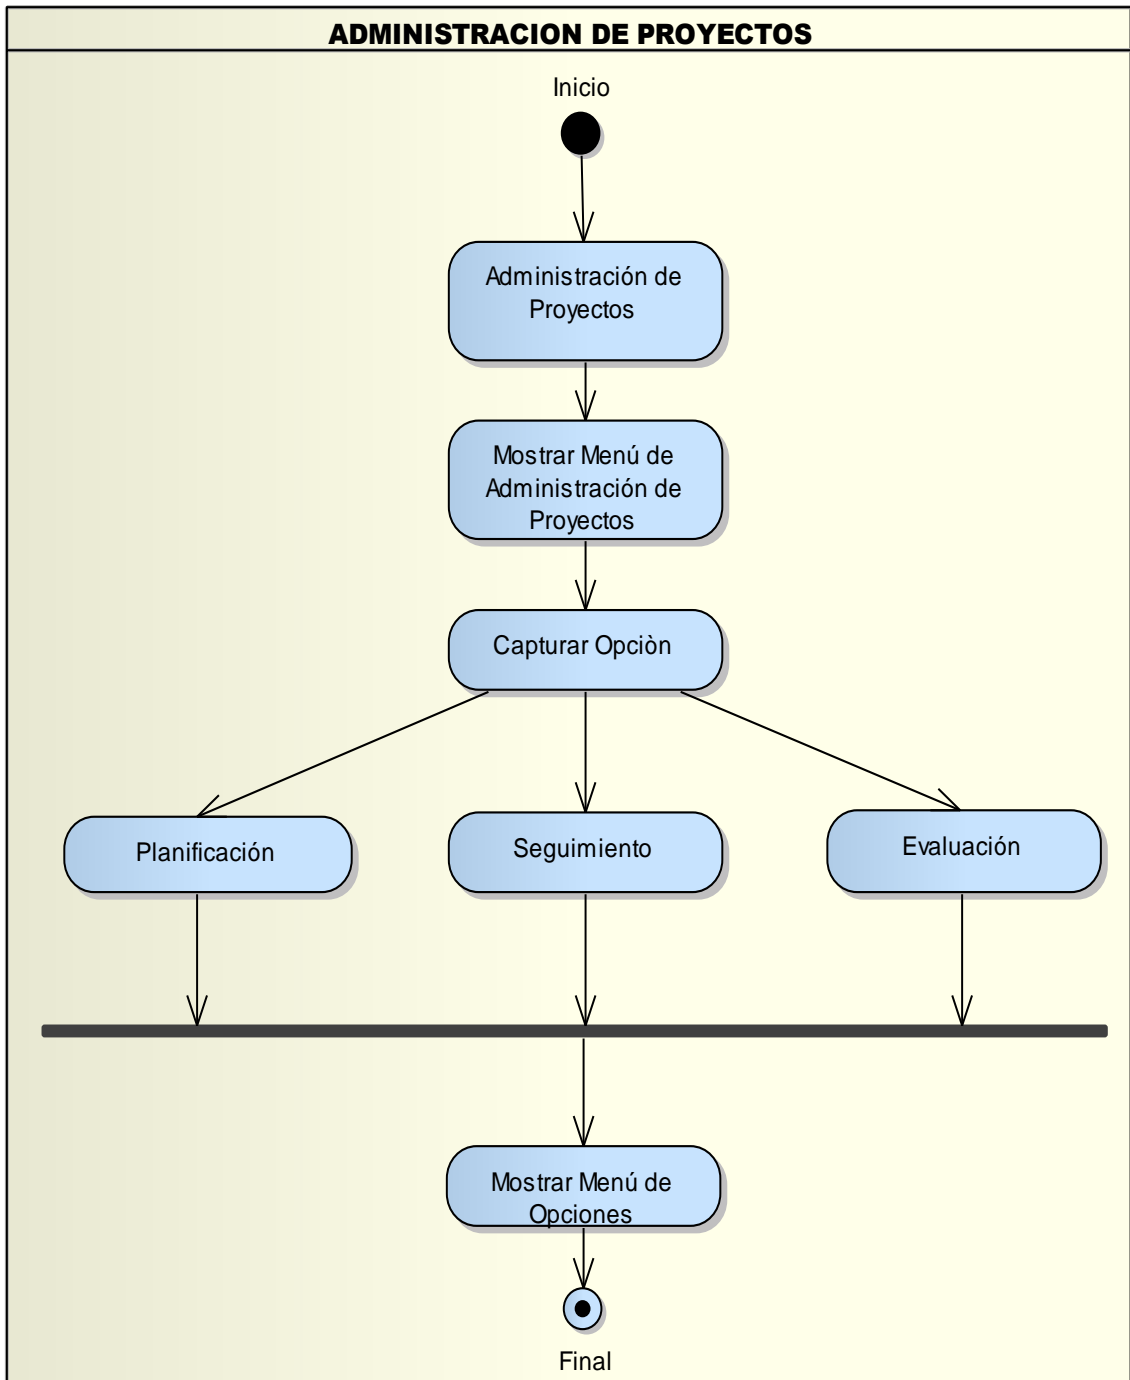 ADMINISTRACION DE PROYECTOS
Inicio
Administración de
Proyectos
Mostrar Menú de
Administración de
Proyectos
Capturar Opciòn
Planificación
Seguimiento
Evaluación
Mostrar Menú de
Opciones
Final